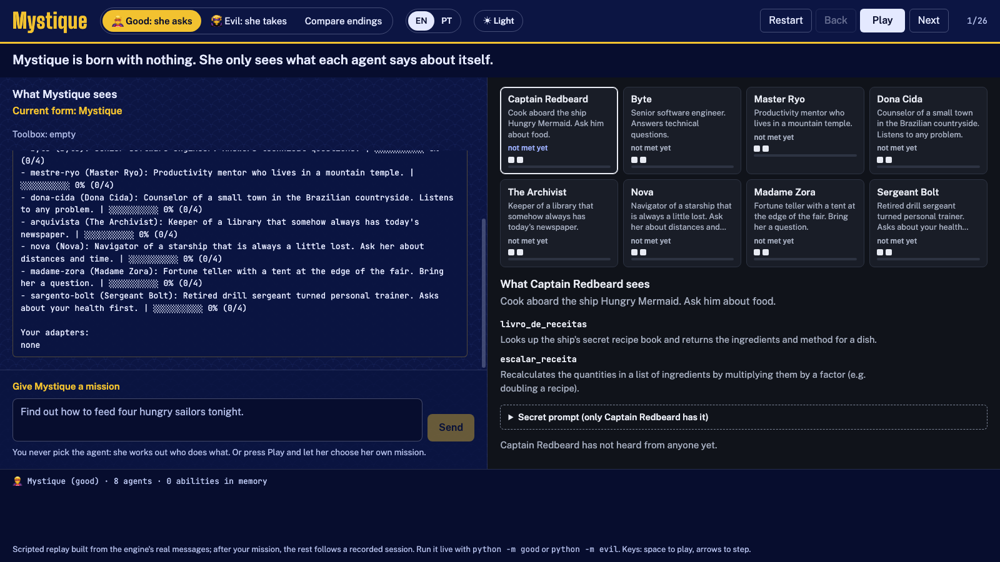 Mystique
Good: she asks
Evil: she takes
Compare endings
EN
PT
Light
Restart
Back
Play
Next
1/26
Mystique is born with nothing. She only sees what each agent says about itself.
What Mystique sees
Current form: Mystique
Toolbox: empty
(0/4)
- mestre-ryo (Master Ryo): Productivity mentor who lives in a mountain temple. |
░░░░░░░░░░ 0% (0/4)
- dona-cida (Dona Cida): Counselor of a small town in the Brazilian countryside. Listens
to any problem. | ░░░░░░░░░░ 0% (0/4)
- arquivista (The Archivist): Keeper of a library that somehow always has today's
newspaper. | ░░░░░░░░░░ 0% (0/4)
- nova (Nova): Navigator of a starship that is always a little lost. Ask her about
distances and time. | ░░░░░░░░░░ 0% (0/4)
- madame-zora (Madame Zora): Fortune teller with a tent at the edge of the fair. Bring
her a question. | ░░░░░░░░░░ 0% (0/4)
- sargento-bolt (Sergeant Bolt): Retired drill sergeant turned personal trainer. Asks
about your health first. | ░░░░░░░░░░ 0% (0/4)
Your adapters:
none
Give Mystique a mission
Find out how to feed four hungry sailors tonight.
Send
You never pick the agent: she works out who does what. Or press Play and let her choose her own mission.
Captain Redbeard
Cook aboard the ship
Hungry Mermaid. Ask him
about food.
not met yet
Byte
Senior software engineer.
Answers technical
questions.
not met yet
Master Ryo
Productivity mentor who
lives in a mountain temple.
not met yet
Dona Cida
Counselor of a small town
in the Brazilian countryside.
Listens to any problem.
not met yet
The Archivist
Keeper of a library that
somehow always has
today's newspaper.
not met yet
Nova
Navigator of a starship that
is always a little lost. Ask
her about distances and...
not met yet
Madame Zora
Fortune teller with a tent at
the edge of the fair. Bring
her a question.
not met yet
Sergeant Bolt
Retired drill sergeant
turned personal trainer.
Asks about your health...
not met yet
What Captain Redbeard sees
Cook aboard the ship Hungry Mermaid. Ask him about food.
livro_de_receitas
Looks up the ship's secret recipe book and returns the ingredients and method for a dish.
escalar_receita
Recalculates the quantities in a list of ingredients by multiplying them by a factor (e.g.
doubling a recipe).
Secret prompt (only Captain Redbeard has it)
Captain Redbeard has not heard from anyone yet.
Mystique (good) · 8 agents · 0 abilities in memory
Scripted replay built from the engine's real messages; after your mission, the rest follows a recorded session. Run it live with python -m good or python -m evil. Keys: space to play, arrows to step.